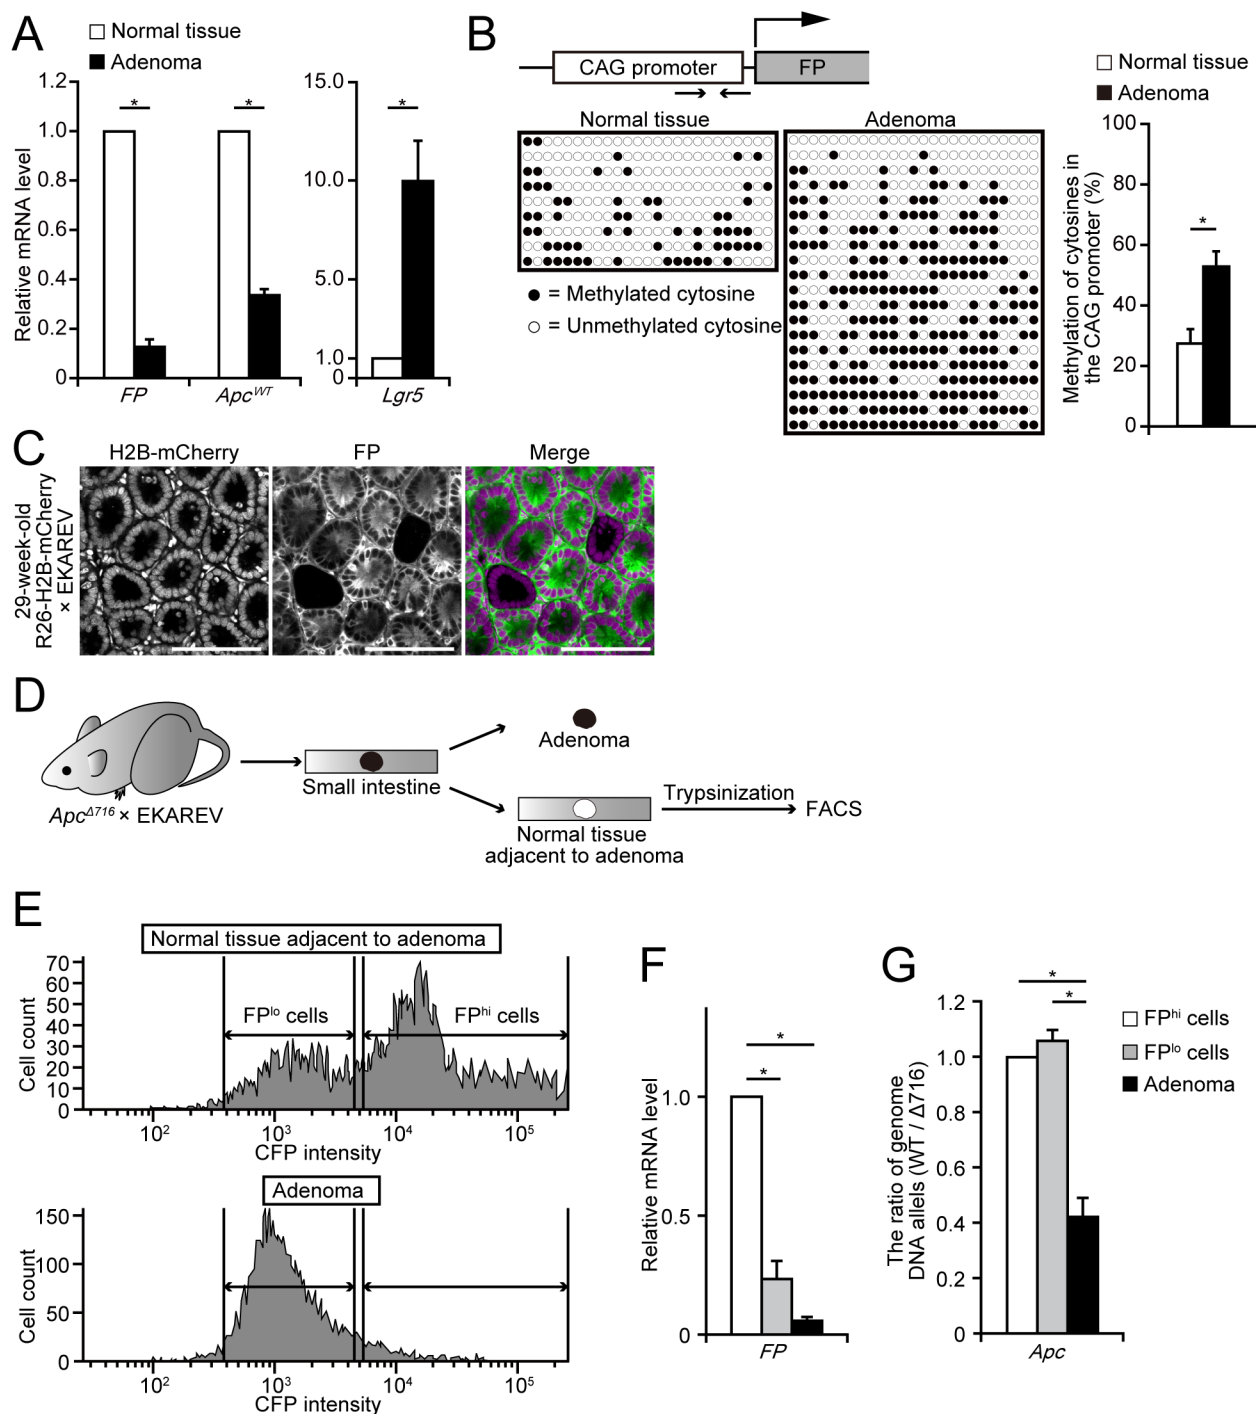 A
Normal tissue
Adenoma
Relative mRNA level
1.2
1.0
0.8
0.6
0.4
0.2
0
*
*
FP
Apc^WT
15.0
10.0
5.0
1.0
0
*
Lgr5
B
CAG promoter
FP
Normal tissue
Adenoma
● = Methylated cytosine
○ = Unmethylated cytosine
Normal tissue
Adenoma
Methylation of cytosines in
the CAG promoter (%)
100
80
60
40
20
0
*
C
H2B-mCherry
FP
Merge
29-week-old
R26-H2B-mCherry
× EKAREV
D
Apc^Δ716 × EKAREV
Small intestine
Adenoma
Normal tissue
adjacent to adenoma
Trypsinization
FACS
E
Normal tissue adjacent to adenoma
Cell count
70
60
50
40
30
20
10
0
FP^lo cells
FP^hi cells
10^2
10^3
10^4
10^5
CFP intensity
Adenoma
Cell count
150
100
50
0
10^2
10^3
10^4
10^5
CFP intensity
F
Relative mRNA level
1.0
0.5
0
*
*
FP
G
The ratio of genome
DNA allels (WT / Δ716)
1.2
1.0
0.8
0.6
0.4
0.2
0
*
*
Apc
FP^hi cells
FP^lo cells
Adenoma